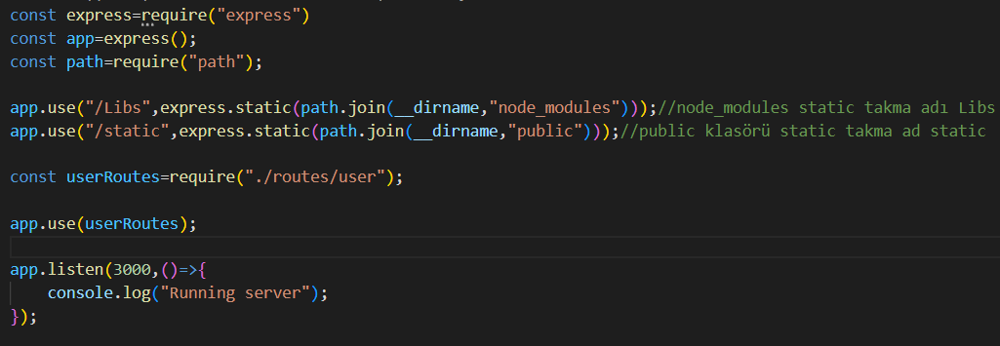 const express=require("express")
const app=express();
const path=require("path");
app.use("/Libs",express.static(path.join(__dirname,"node_modules")));//node_modules static takma adı Libs
app.use("/static",express.static(path.join(__dirname,"public")));//public klasörü static takma ad static
const userRoutes=require("./routes/user");
app.use(userRoutes);
app.listen(3000,()=>{
    console.log("Running server");
});